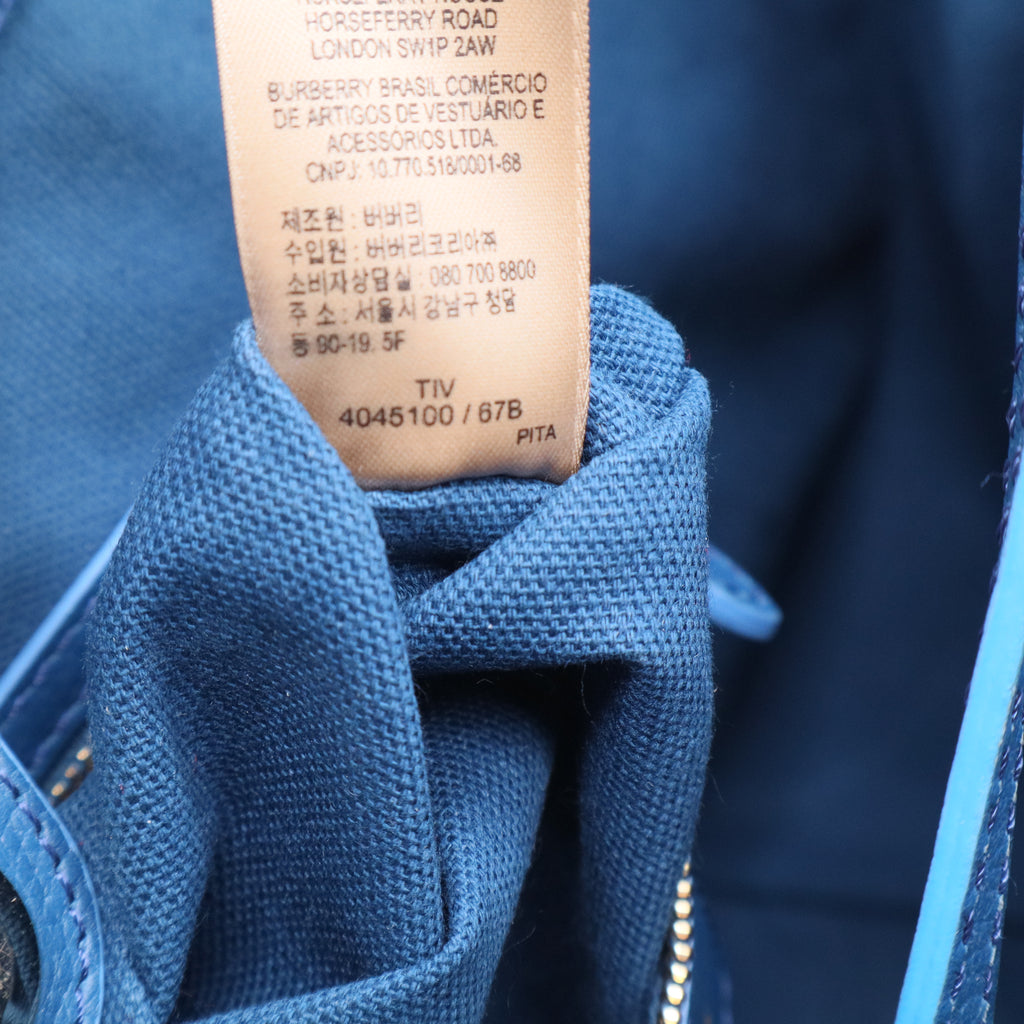 HORSEFERRY HOUSE
HORSEFERRY ROAD
LONDON SW1P 2AW
BURBERRY BRASIL COMÉRCIO
DE ARTIGOS DE VESTUÁRIO E
ACESSÓRIOS LTDA.
CNPJ: 10.770.518/0001-68
제조원 : 버버리
수입원 : 버버리코리아㈜
소비자상담실 : 080 700 8800
주 소 : 서울시 강남구 청담
동 90-19. 5F
TIV
4045100 / 67B
PITA